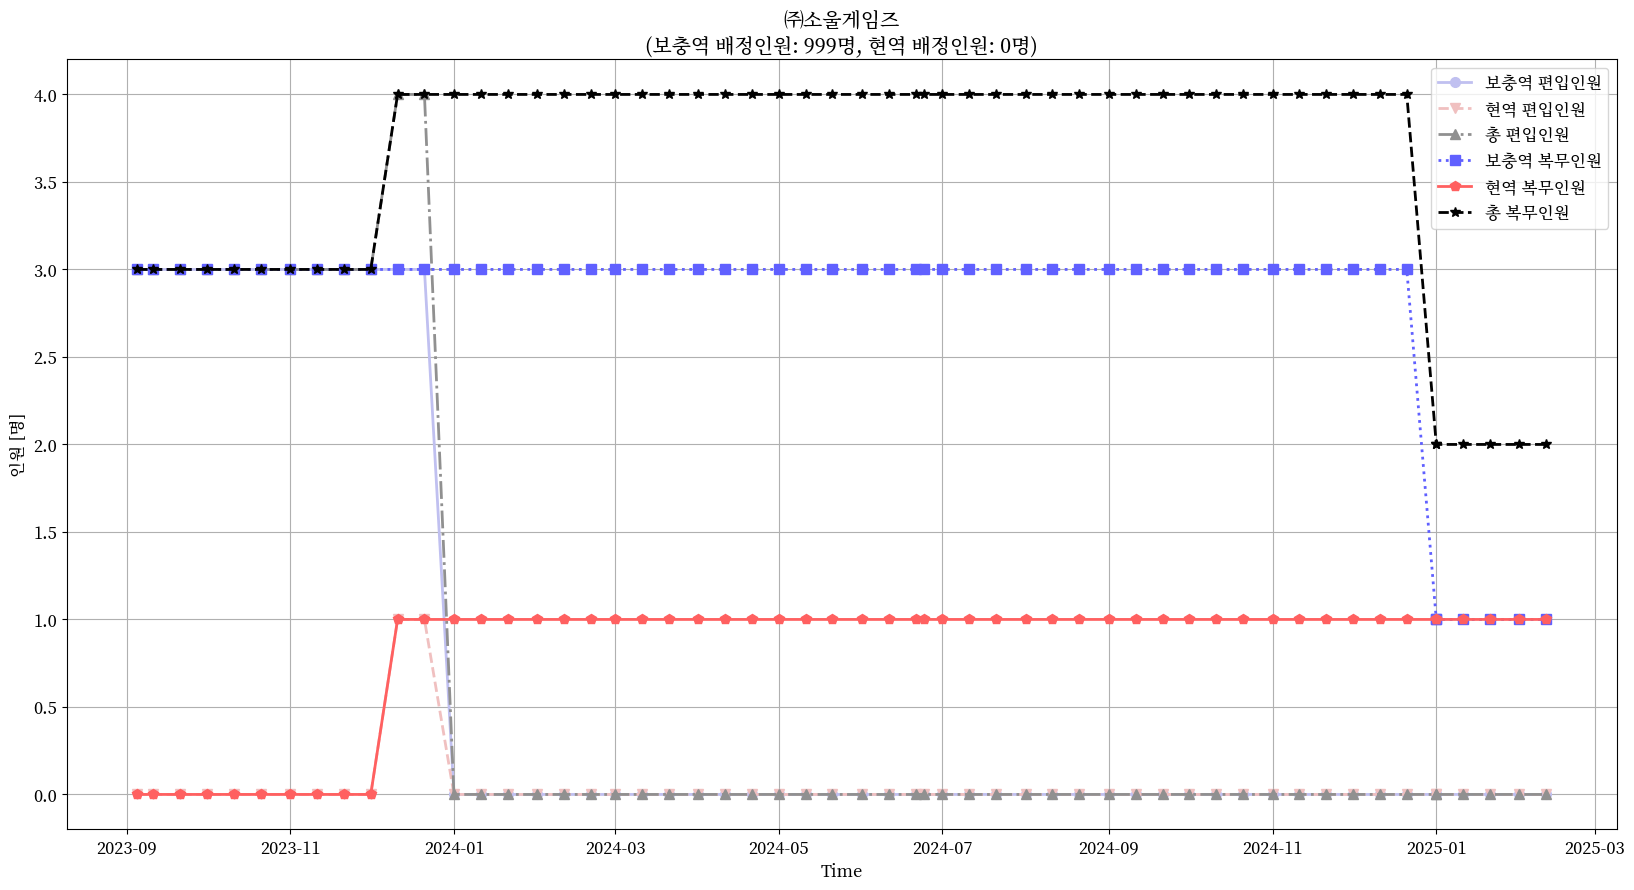 ㈜소울게임즈
(보충역 배정인원: 999명, 현역 배정인원: 0명)
보충역 편입인원
현역 편입인원
총 편입인원
보충역 복무인원
현역 복무인원
총 복무인원
인원 [명]
4.0
3.5
3.0
2.5
2.0
1.5
1.0
0.5
0.0
2023-09 2023-11 2024-01 2024-03 2024-05 2024-07 2024-09 2024-11 2025-01 2025-03
Time